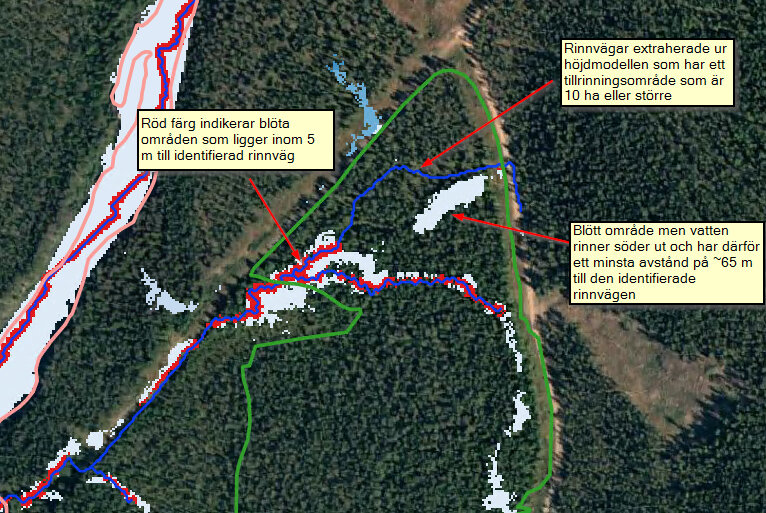 Rinnvägar extraherade ur
höjdmodellen som har ett
tillrinningsområde som är
10 ha eller större
Röd färg indikerar blöta
områden som ligger inom 5
m till identifierad rinnväg
Blött område men vatten
rinner söder ut och har därför
ett minsta avstånd på ~65 m
till den identifierade
rinnvägen